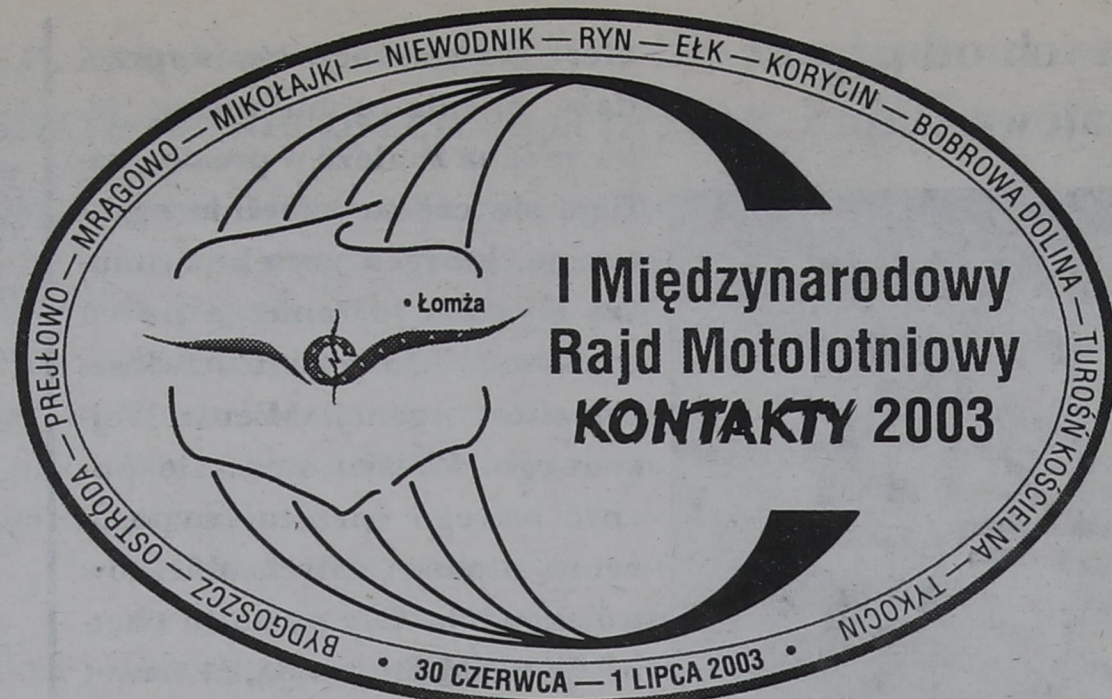 BYDGOSZCZ — OSTRÓDA — PREJŁOWO — MRĄGOWO — MIKOŁAJKI — NIEWODNIK — RYN — EŁK — KORYCIN — BOBROWA DOLINA — TUROŚŃ KOŚCIELNA — TYKOCIN
• Łomża
I Międzynarodowy
Rajd Motolotniowy
KONTAKTY 2003
• 30 CZERWCA — 1 LIPCA 2003 •